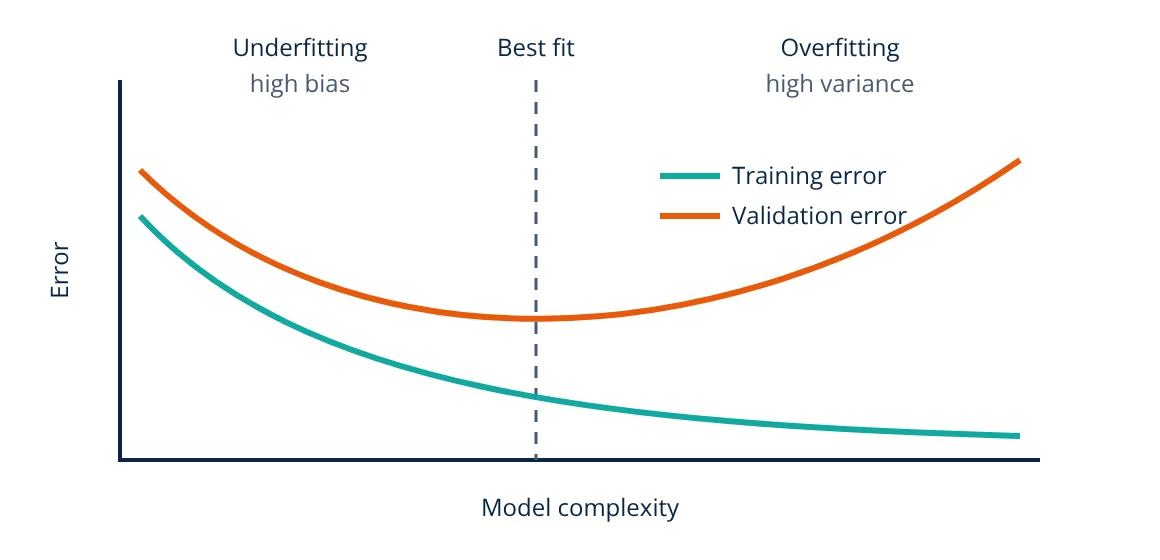 Underfitting
high bias
Best fit
Overfitting
high variance
Training error
Validation error
Error
Model complexity